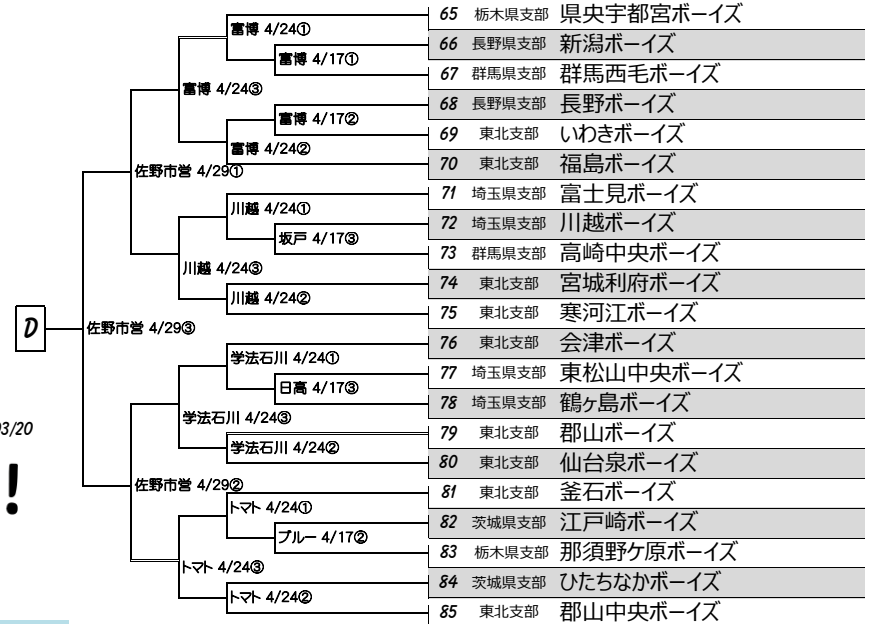 富博 4/24①
65 栃木県支部 県央宇都宮ボーイズ
66 長野県支部 新潟ボーイズ
富博 4/17①
67 群馬県支部 群馬西毛ボーイズ
富博 4/24③
68 長野県支部 長野ボーイズ
富博 4/17②
69 東北支部 いわきボーイズ
富博 4/24②
70 東北支部 福島ボーイズ
佐野市営 4/29①
71 埼玉県支部 富士見ボーイズ
川越 4/24①
72 埼玉県支部 川越ボーイズ
坂戸 4/17③
73 群馬県支部 高崎中央ボーイズ
川越 4/24③
74 東北支部 宮城利府ボーイズ
川越 4/24②
75 東北支部 寒河江ボーイズ
D
佐野市営 4/29③
76 東北支部 会津ボーイズ
学法石川 4/24①
77 埼玉県支部 東松山中央ボーイズ
日高 4/17③
78 埼玉県支部 鶴ヶ島ボーイズ
学法石川 4/24③
79 東北支部 郡山ボーイズ
03/20
学法石川 4/24②
80 東北支部 仙台泉ボーイズ
!
佐野市営 4/29②
81 東北支部 釜石ボーイズ
トマト 4/24①
82 茨城県支部 江戸崎ボーイズ
ブルー 4/17②
83 栃木県支部 那須野ケ原ボーイズ
トマト 4/24③
84 茨城県支部 ひたちなかボーイズ
トマト 4/24②
85 東北支部 郡山中央ボーイズ